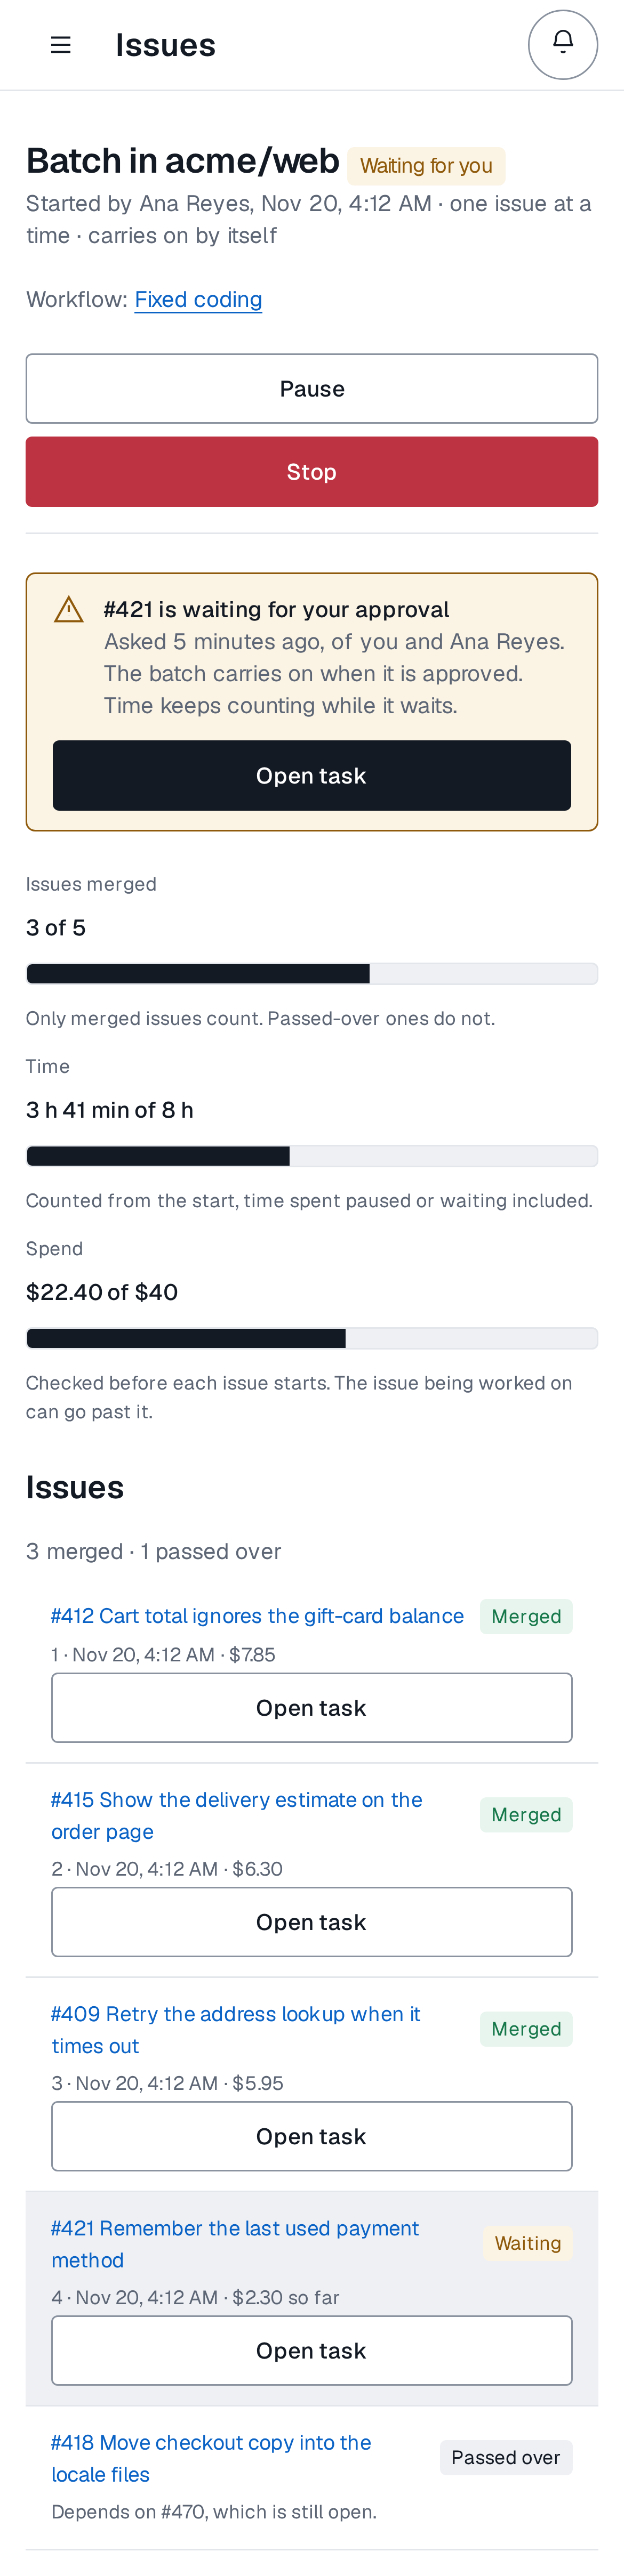 Issues
Batch in acme/web
Waiting for you
Started by Ana Reyes, Nov 20, 4:12 AM · one issue at a
time · carries on by itself
Workflow: Fixed coding
Pause
Stop
#421 is waiting for your approval
Asked 5 minutes ago, of you and Ana Reyes.
The batch carries on when it is approved.
Time keeps counting while it waits.
Open task
Issues merged
3 of 5
Only merged issues count. Passed-over ones do not.
Time
3 h 41 min of 8 h
Counted from the start, time spent paused or waiting included.
Spend
$22.40 of $40
Checked before each issue starts. The issue being worked on
can go past it.
Issues
3 merged · 1 passed over
#412 Cart total ignores the gift-card balance
Merged
1 · Nov 20, 4:12 AM · $7.85
Open task
#415 Show the delivery estimate on the
order page
Merged
2 · Nov 20, 4:12 AM · $6.30
Open task
#409 Retry the address lookup when it
times out
Merged
3 · Nov 20, 4:12 AM · $5.95
Open task
#421 Remember the last used payment
method
Waiting
4 · Nov 20, 4:12 AM · $2.30 so far
Open task
#418 Move checkout copy into the
locale files
Passed over
Depends on #470, which is still open.